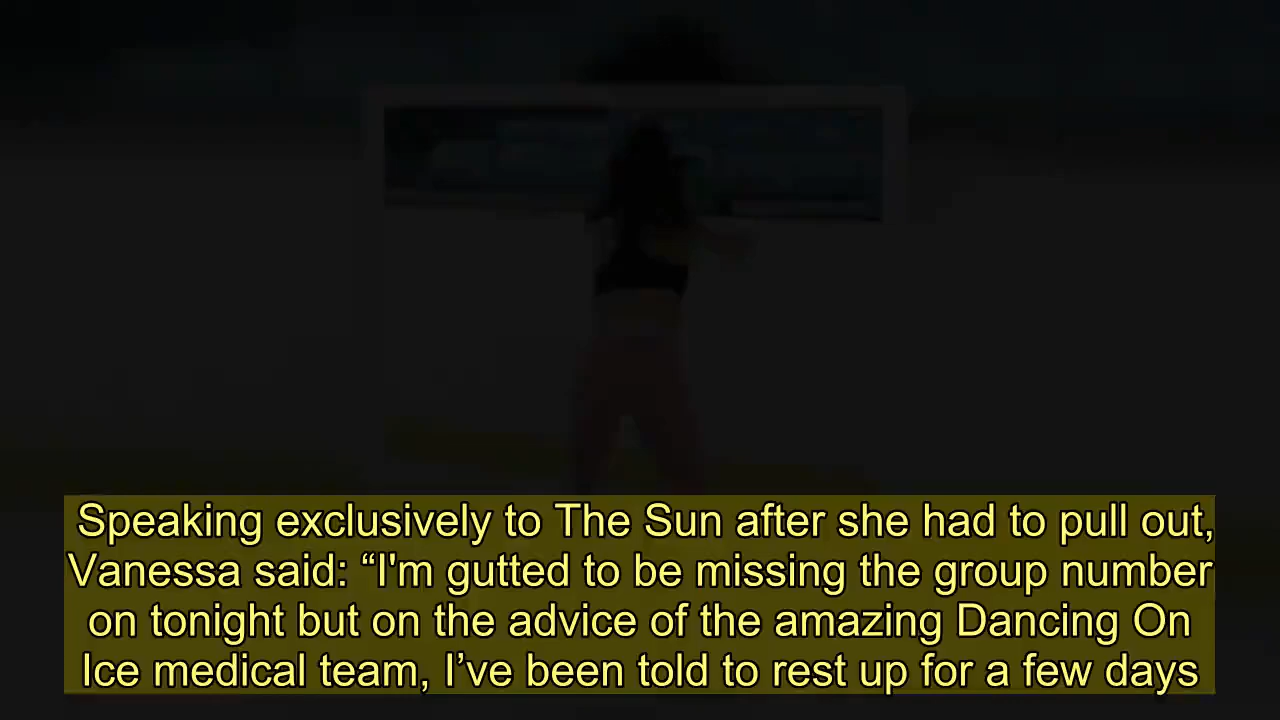 Speaking exclusively to The Sun after she had to pull out,
Vanessa said: “I'm gutted to be missing the group number
on tonight but on the advice of the amazing Dancing On
Ice medical team, I’ve been told to rest up for a few days